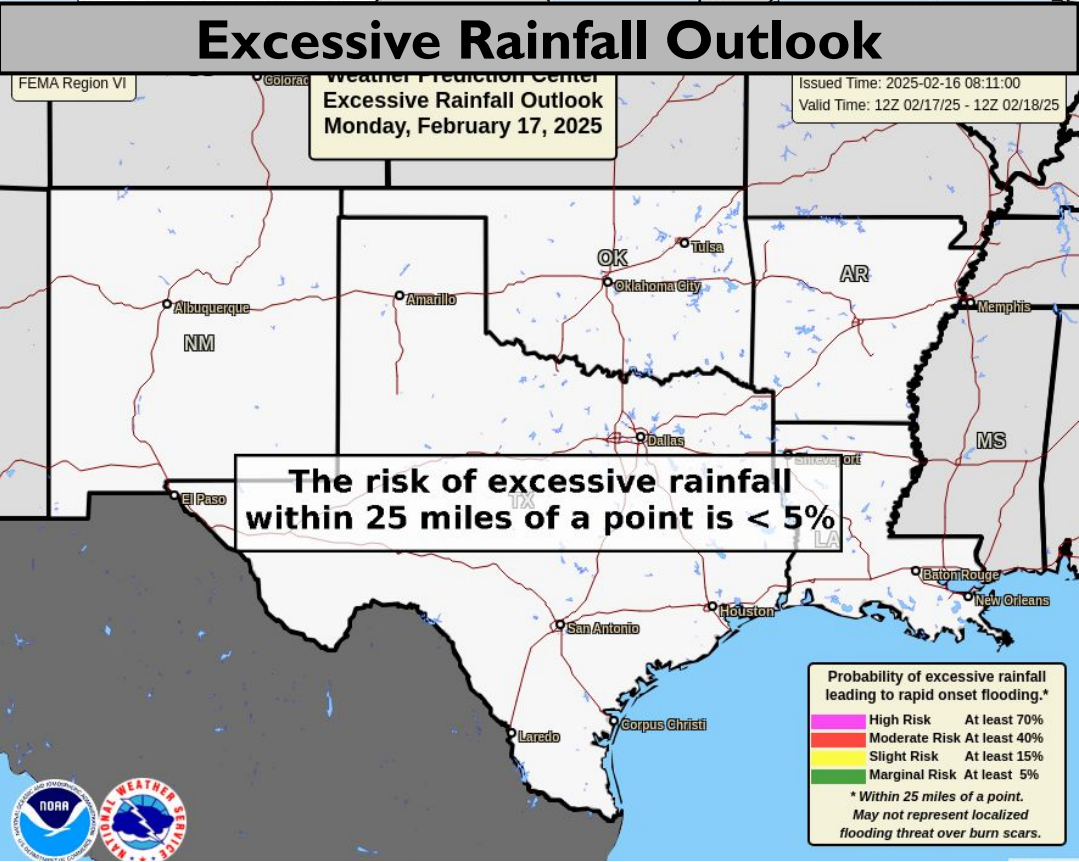 Excessive Rainfall Outlook
FEMA Region VI
Weather Prediction Center
Excessive Rainfall Outlook
Monday, February 17, 2025
Issued Time: 2025-02-16 08:11:00
Valid Time: 12Z 02/17/25 - 12Z 02/18/25
Colorad
Tulsa
OK
Oklahoma City
AR
Albuquerque
Amarillo
Memphis
NM
Dallas
MS
Shreveport
The risk of excessive rainfall
within 25 miles of a point is < 5%
El Paso
TX
LA
Baton Rouge
New Orleans
Houston
San Antonio
Corpus Christi
Laredo
Probability of excessive rainfall
leading to rapid onset flooding.*
High Risk At least 70%
Moderate Risk At least 40%
Slight Risk At least 15%
Marginal Risk At least 5%
* Within 25 miles of a point.
May not represent localized
flooding threat over burn scars.
NOAA
NATIONAL WEATHER SERVICE